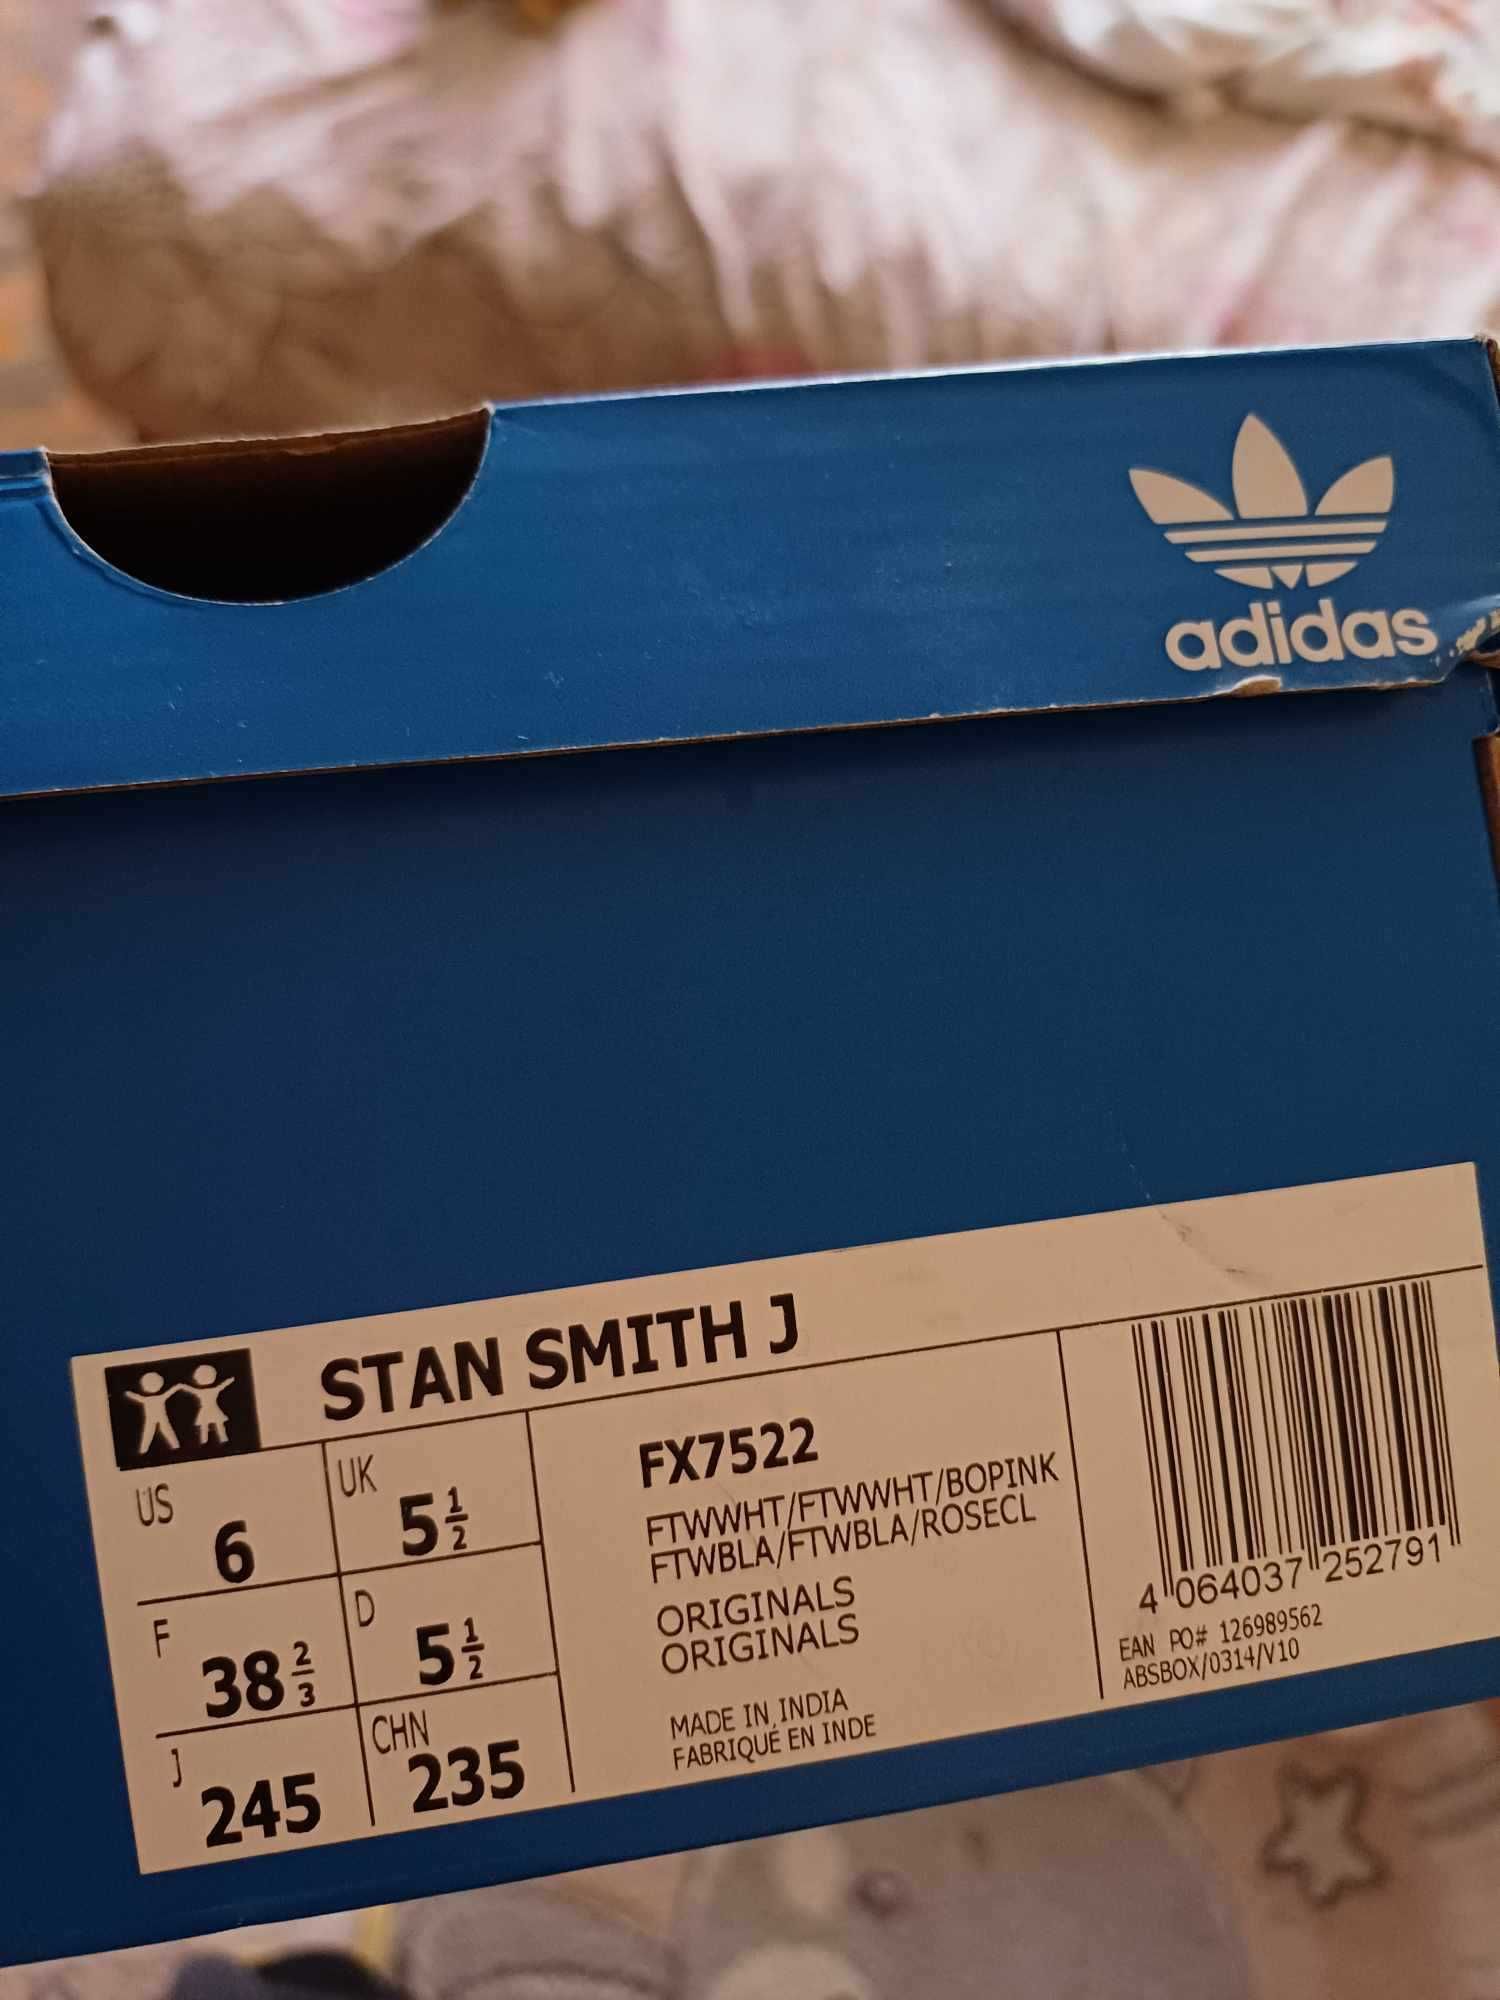 adidas
STAN SMITH J
US 6
UK 5 1/2
F 38 2/3
D 5 1/2
J 245
CHN 235
FX7522
FTWWHT/FTWWHT/BOPINK
FTWBLA/FTWBLA/ROSECL
ORIGINALS
ORIGINALS
MADE IN INDIA
FABRIQUÉ EN INDE
4 064037 252791
EAN PO# 126989562
ABSBOX/0314/V10